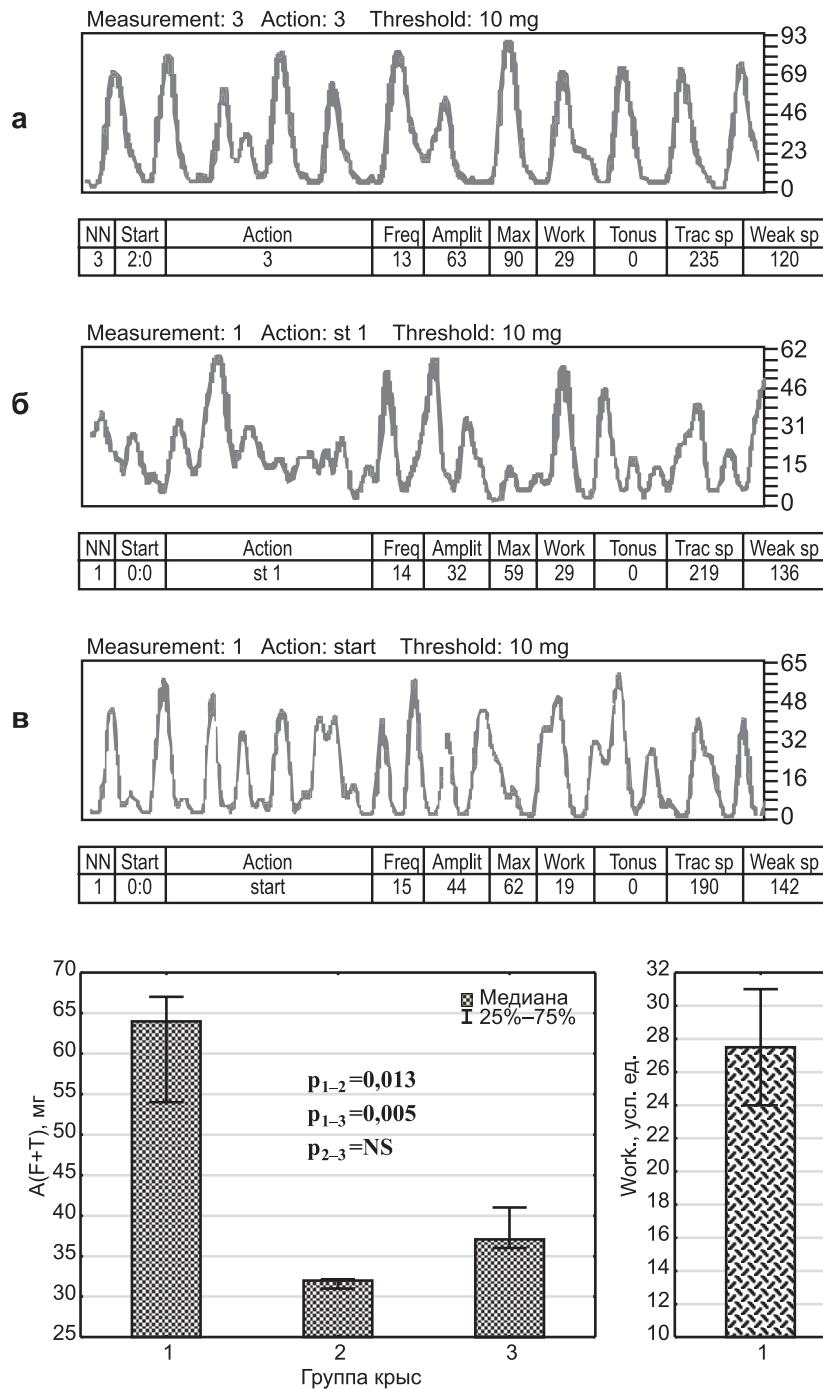 Measurement: 3 Action: 3 Threshold: 10 mg
93
69
46
23
0
а
NN Start Action Freq Amplit Max Work Tonus Trac sp Weak sp
3 2:0 3 13 63 90 29 0 235 120
Measurement: 1 Action: st 1 Threshold: 10 mg
62
46
31
15
0
б
NN Start Action Freq Amplit Max Work Tonus Trac sp Weak sp
1 0:0 st 1 14 32 59 29 0 219 136
Measurement: 1 Action: start Threshold: 10 mg
65
48
32
16
0
в
NN Start Action Freq Amplit Max Work Tonus Trac sp Weak sp
1 0:0 start 15 44 62 19 0 190 142
A(F+T), мг
70
65
60
55
50
45
40
35
30
25
Медиана
25%–75%
p1–2=0,013
p1–3=0,005
p2–3=NS
1 2 3
Группа крыс
Work., усл. ед.
32
30
28
26
24
22
20
18
16
14
12
10
1